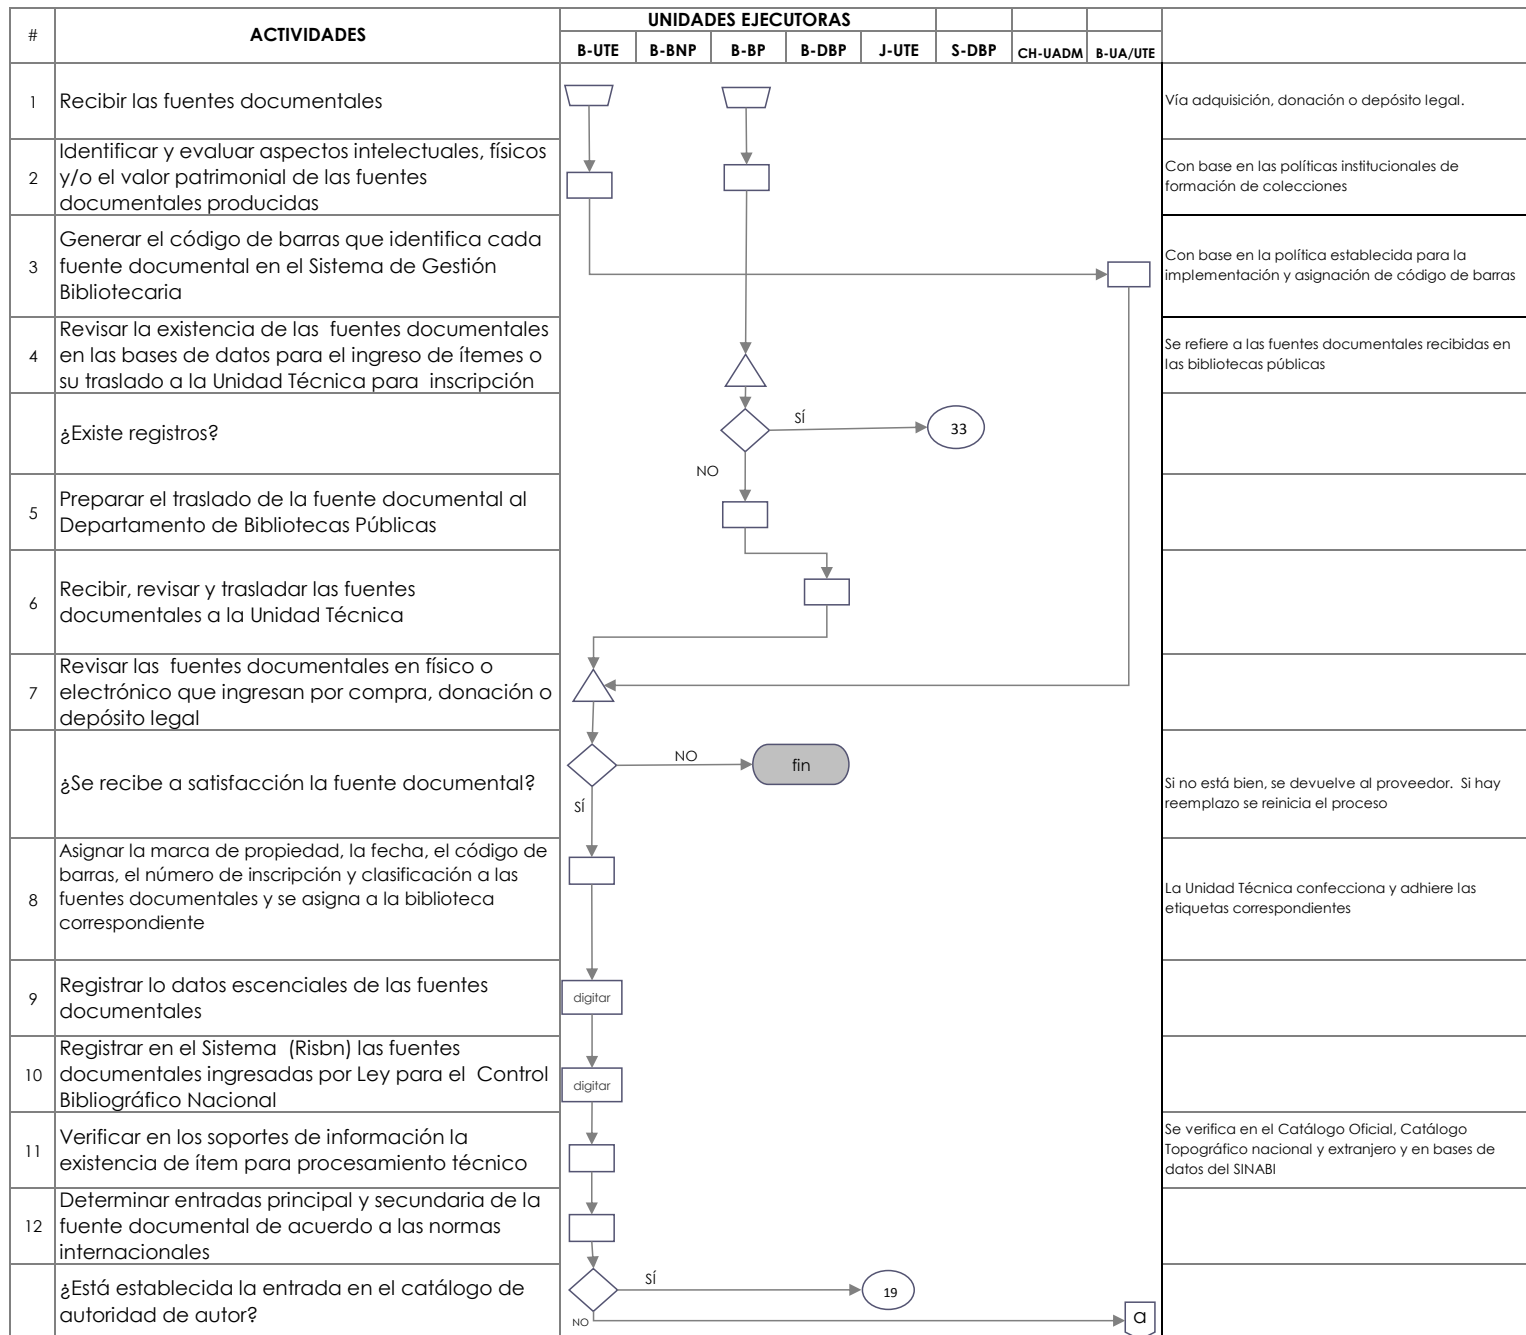 UNIDADES EJECUTORAS
# ACTIVIDADES
B-UTE B-BNP B-BP B-DBP J-UTE S-DBP CH-UADM B-UA/UTE
1 Recibir las fuentes documentales
Vía adquisición, donación o depósito legal.
Identificar y evaluar aspectos intelectuales, físicos
2 y/o el valor patrimonial de las fuentes
documentales producidas
Con base en las políticas institucionales de
formación de colecciones
Generar el código de barras que identifica cada
3 fuente documental en el Sistema de Gestión
Bibliotecaria
Con base en la política establecida para la
implementación y asignación de código de barras
Revisar la existencia de las fuentes documentales
4 en las bases de datos para el ingreso de ítemes o
su traslado a la Unidad Técnica para inscripción
Se refiere a las fuentes documentales recibidas en
las bibliotecas públicas
¿Existe registros?
SÍ
33
NO
Preparar el traslado de la fuente documental al
5 Departamento de Bibliotecas Públicas
Recibir, revisar y trasladar las fuentes
6 documentales a la Unidad Técnica
Revisar las fuentes documentales en físico o
7 electrónico que ingresan por compra, donación o
depósito legal
¿Se recibe a satisfacción la fuente documental?
NO
fin
SÍ
Si no está bien, se devuelve al proveedor. Si hay
reemplazo se reinicia el proceso
Asignar la marca de propiedad, la fecha, el código de
barras, el número de inscripción y clasificación a las
8 fuentes documentales y se asigna a la biblioteca
correspondiente
La Unidad Técnica confecciona y adhiere las
etiquetas correspondientes
Registrar lo datos escenciales de las fuentes
9 documentales
digitar
Registrar en el Sistema (Risbn) las fuentes
10 documentales ingresadas por Ley para el Control
Bibliográfico Nacional
digitar
Verificar en los soportes de información la
11 existencia de ítem para procesamiento técnico
Se verifica en el Catálogo Oficial, Catálogo
Topográfico nacional y extranjero y en bases de
datos del SINABI
Determinar entradas principal y secundaria de la
12 fuente documental de acuerdo a las normas
internacionales
¿Está establecida la entrada en el catálogo de
autoridad de autor?
SÍ
19
NO
a